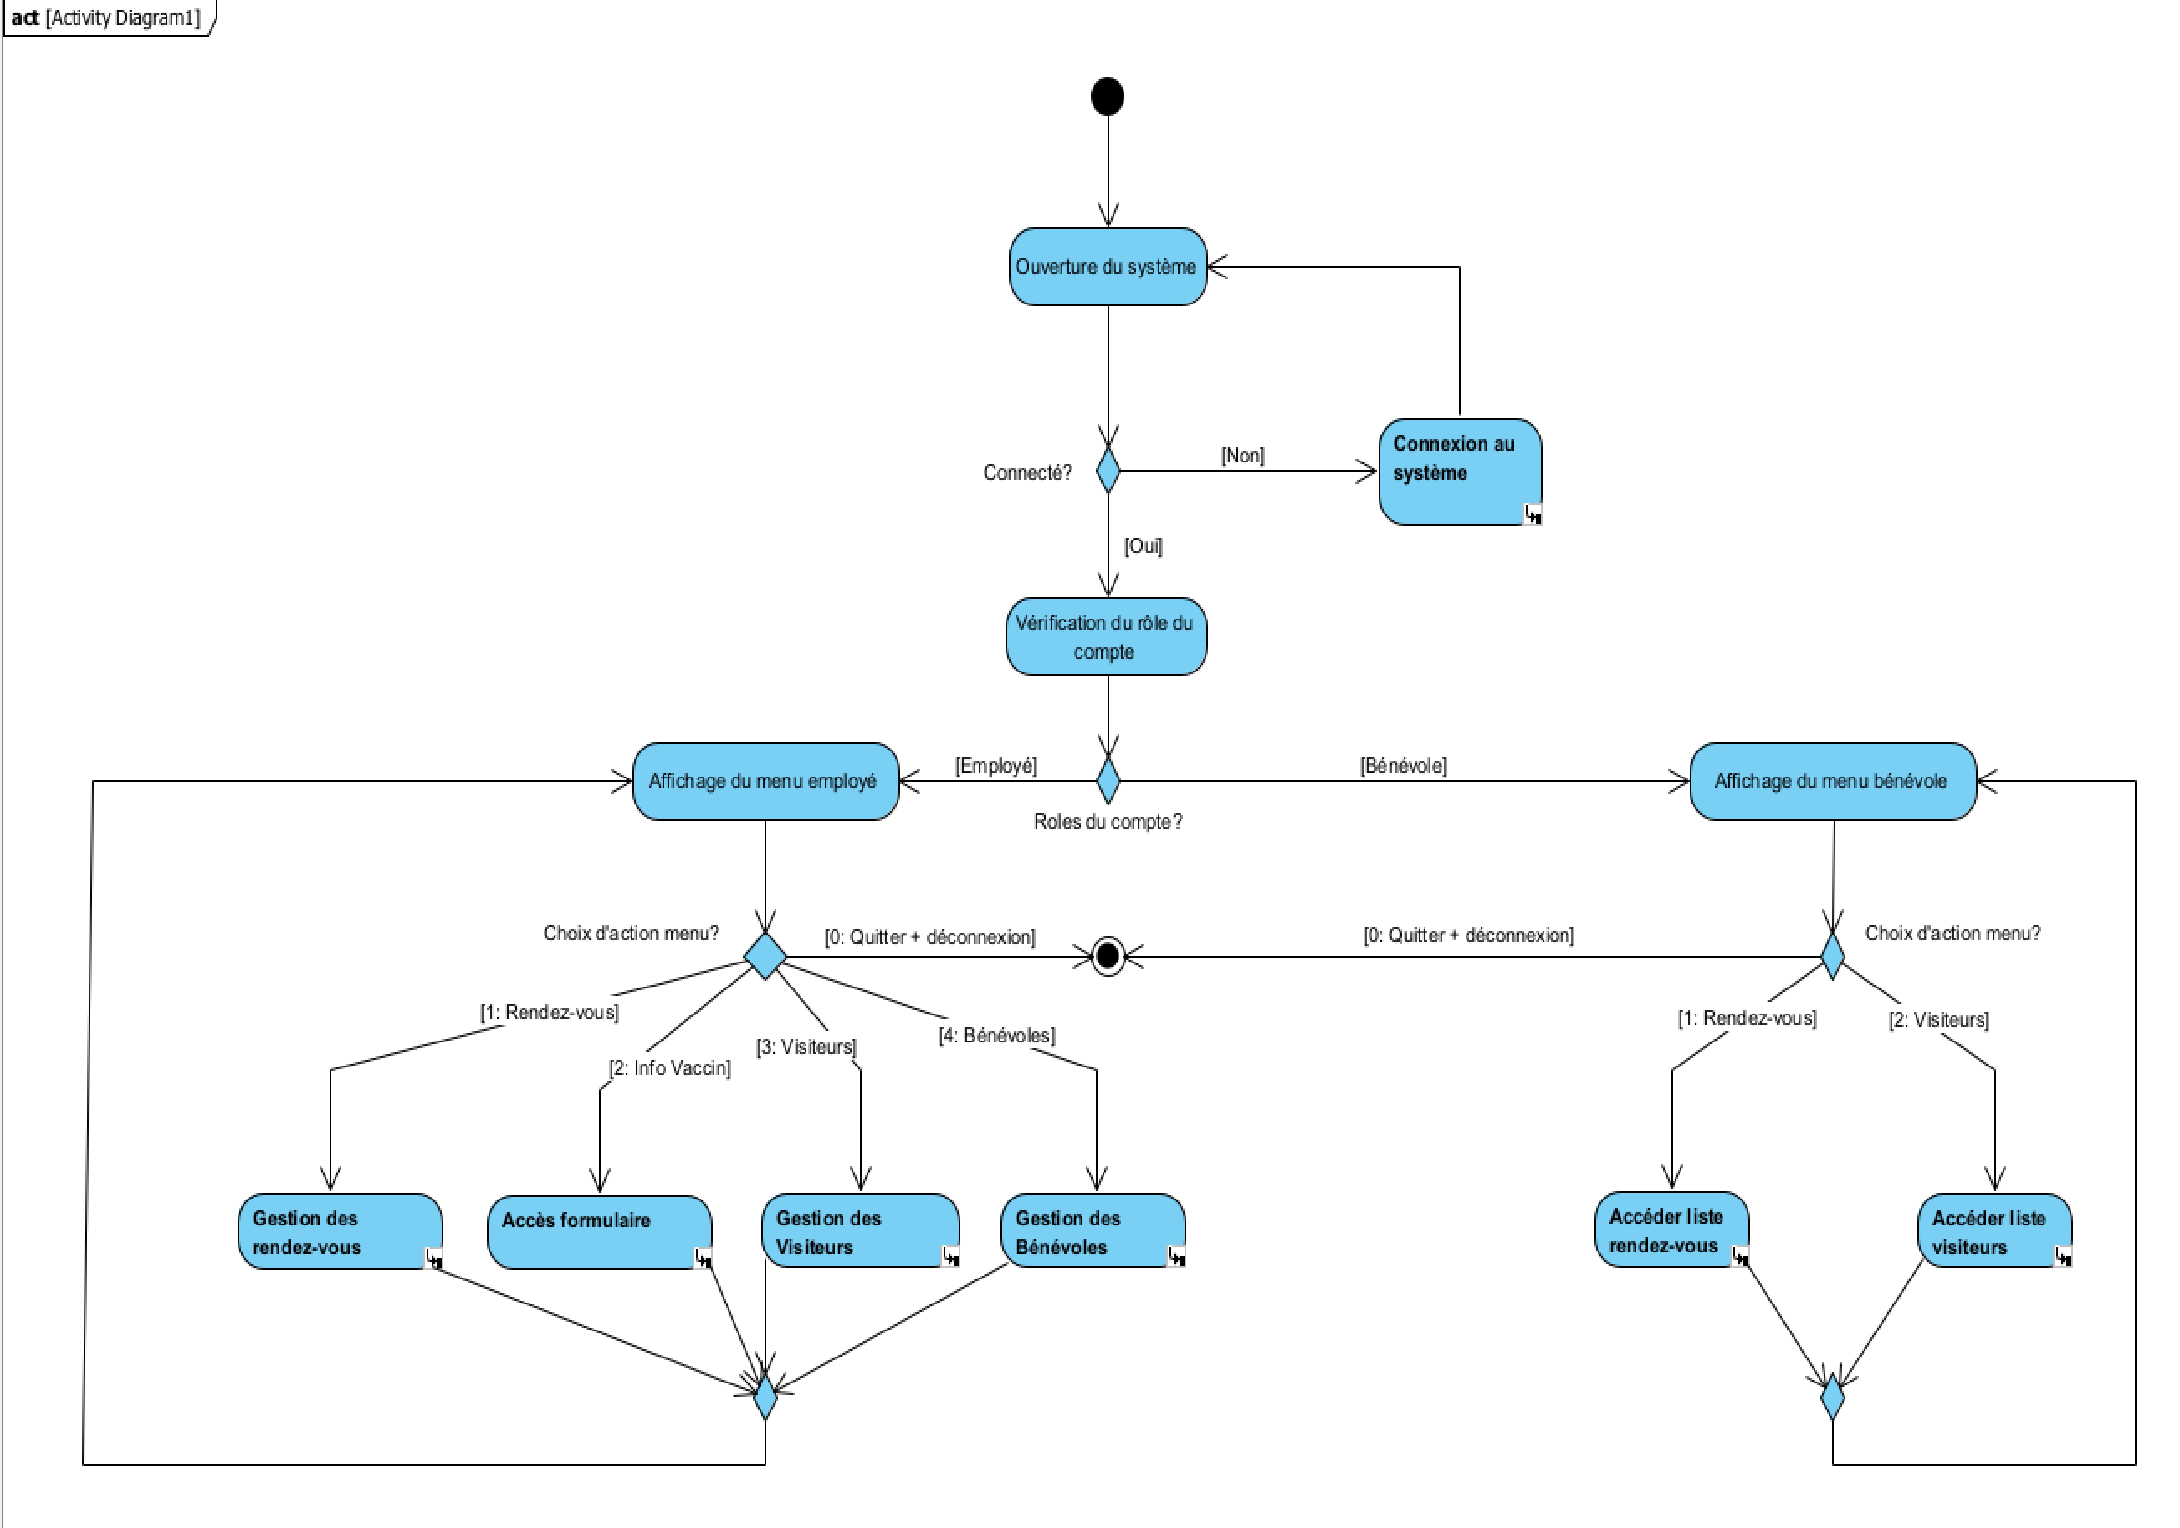 act [Activity Diagram1]
Ouverture du système
Connexion au
système
[Non]
Connecté?
[Oui]
Vérification du rôle du
compte
[Employé]
[Bénévole]
Affichage du menu employé
Affichage du menu bénévole
Roles du compte?
Choix d'action menu?
[0: Quitter + déconnexion]
[0: Quitter + déconnexion]
Choix d'action menu?
[1: Rendez-vous]
[2: Info Vaccin]
[3: Visiteurs]
[4: Bénévoles]
[1: Rendez-vous]
[2: Visiteurs]
Gestion des
rendez-vous
Accès formulaire
Gestion des
Visiteurs
Gestion des
Bénévoles
Accéder liste
rendez-vous
Accéder liste
visiteurs